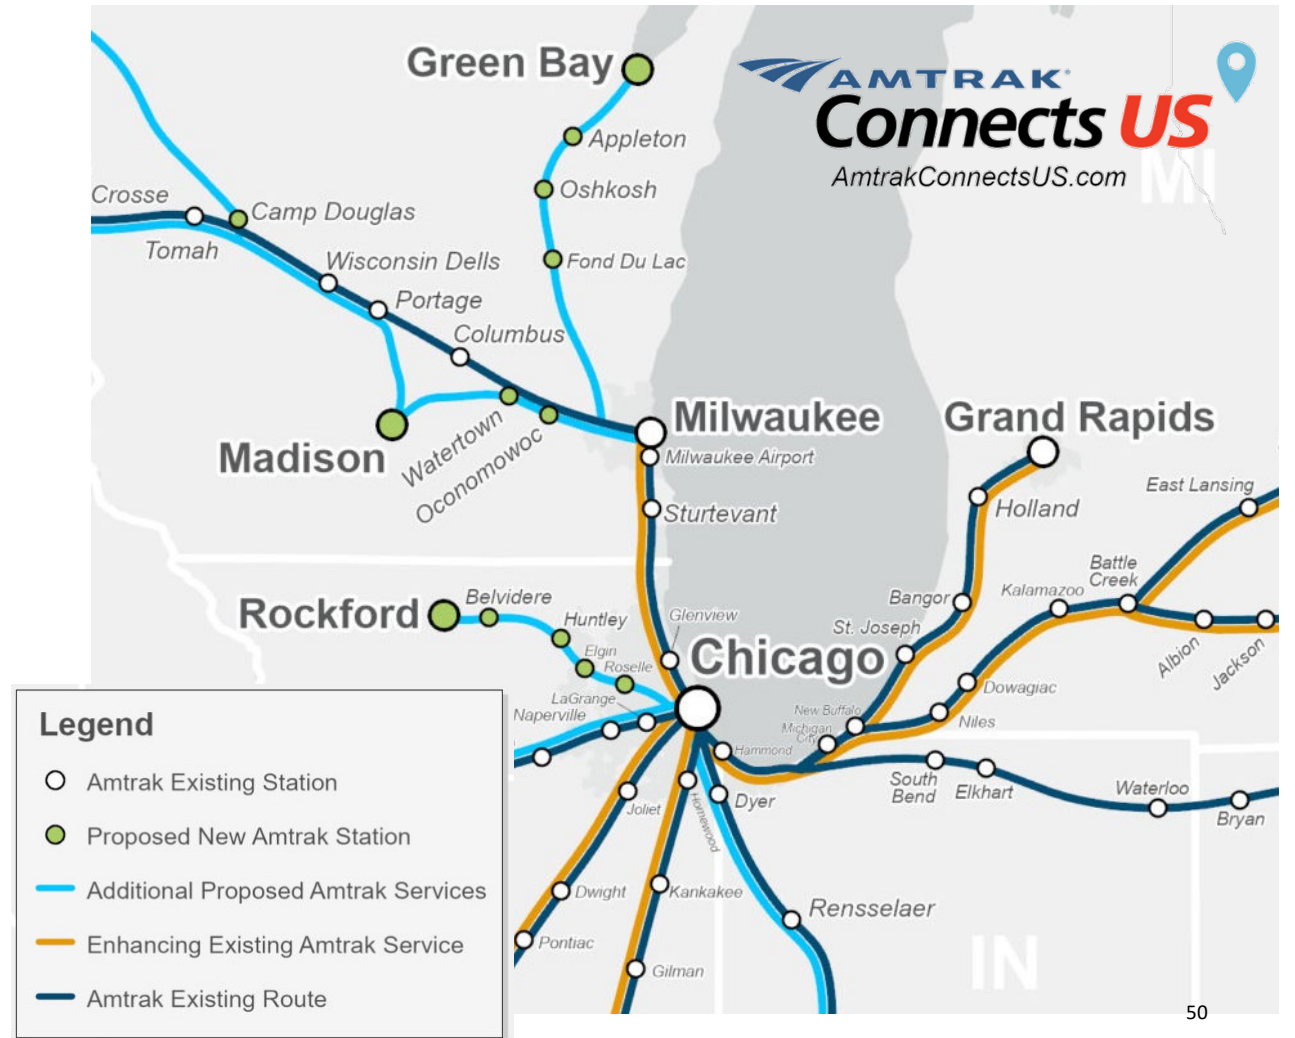 Green Bay
AMTRAK
Connects US
AmtrakConnectsUS.com
MI
Appleton
Oshkosh
Crosse
Camp Douglas
Tomah
Wisconsin Dells
Fond Du Lac
Portage
Columbus
Milwaukee
Grand Rapids
Madison
Watertown
Oconomowoc
Milwaukee Airport
Sturtevant
Holland
East Lansing
Battle
Creek
Kalamazoo
Bangor
St. Joseph
Albion
Jackson
Rockford
Belvidere
Huntley
Elgin
Roselle
Glenview
Chicago
LaGrange
Naperville
Dowagiac
Niles
New Buffalo
Michigan
City
Hammond
South
Bend
Elkhart
Waterloo
Bryan
Joliet
Homewood
Dyer
Dwight
Kankakee
Rensselaer
Pontiac
Gilman
IN
Legend
Amtrak Existing Station
Proposed New Amtrak Station
Additional Proposed Amtrak Services
Enhancing Existing Amtrak Service
Amtrak Existing Route
50